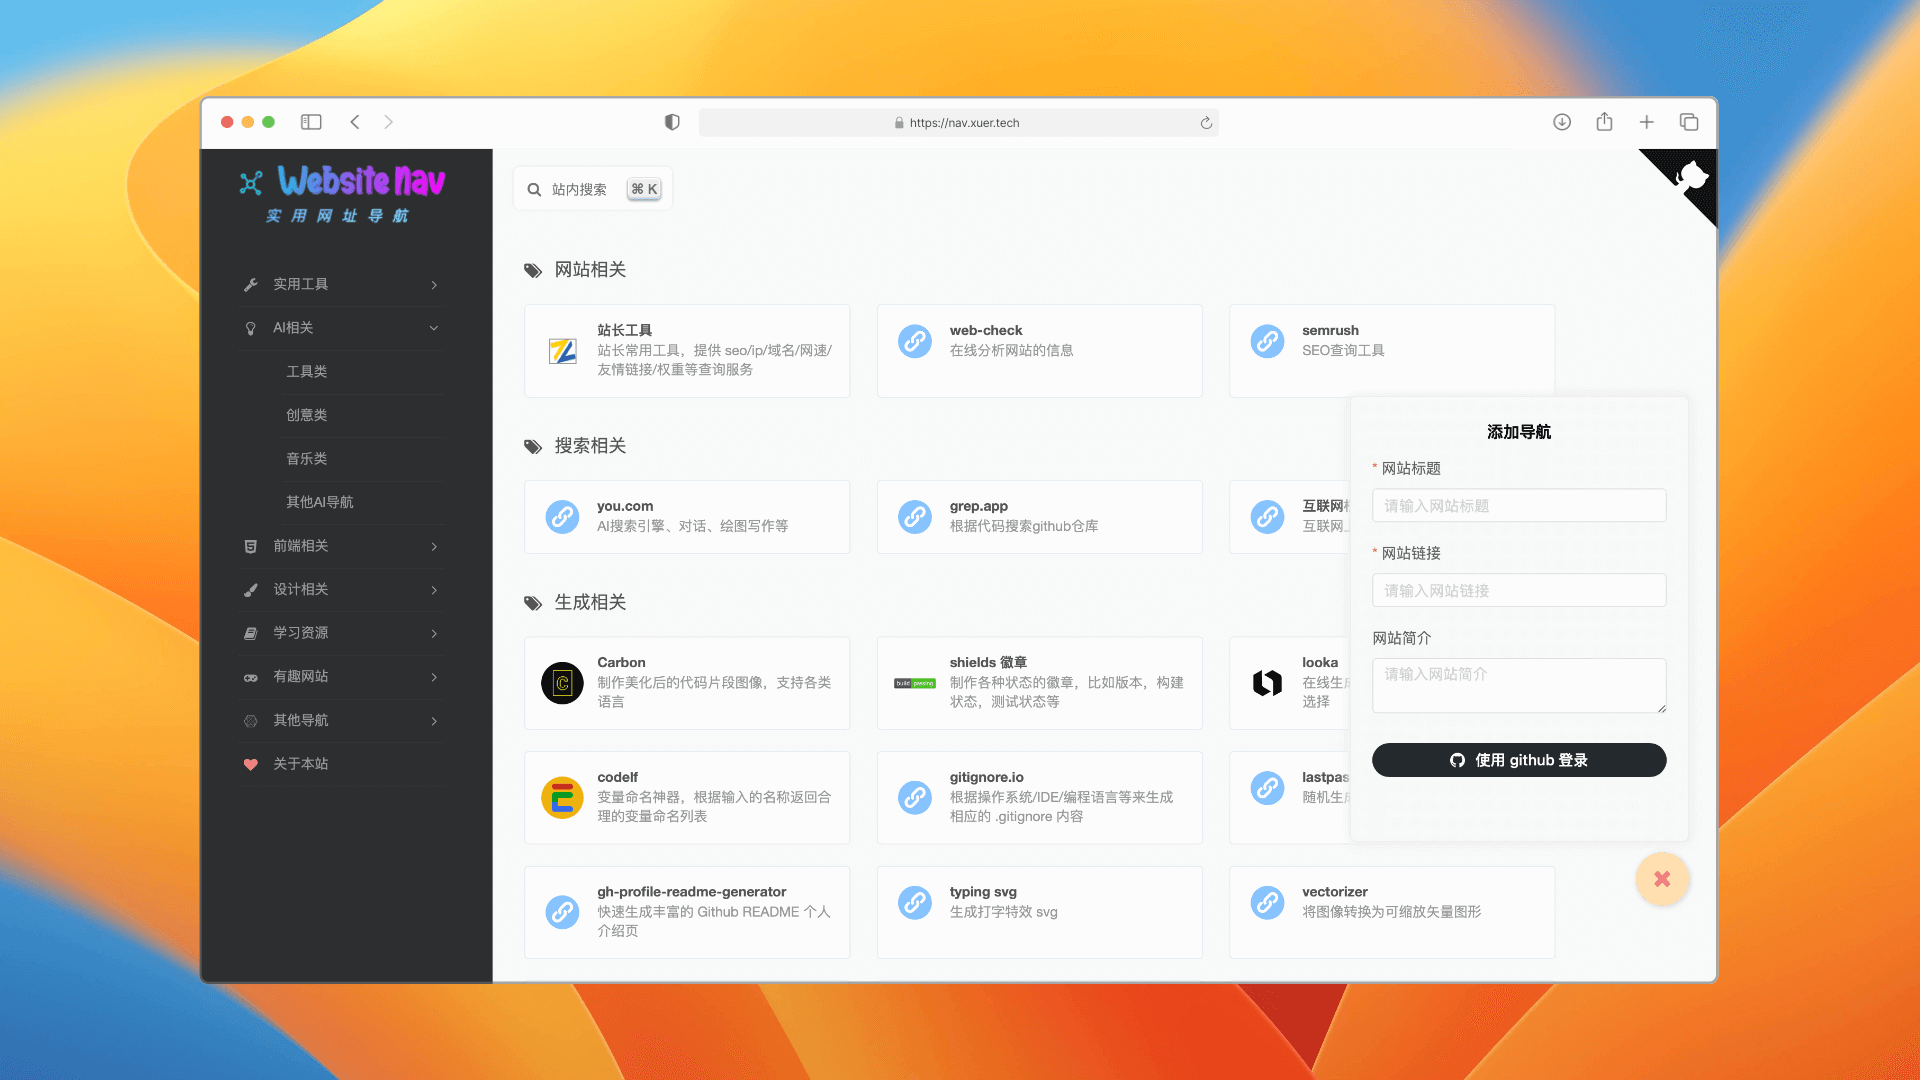 https://nav.xuer.tech
Website Nav
实用网址导航
实用工具
AI相关
工具类
创意类
音乐类
其他AI导航
前端相关
设计相关
学习资源
有趣网站
其他导航
关于本站
站内搜索 ⌘ K
网站相关
站长工具
站长常用工具，提供 seo/ip/域名/网速/
友情链接/权重等查询服务
web-check
在线分析网站的信息
semrush
SEO查询工具
搜索相关
you.com
AI搜索引擎、对话、绘图写作等
grep.app
根据代码搜索github仓库
互联网
互联网
生成相关
Carbon
制作美化后的代码片段图像，支持各类
语言
build passing
shields 徽章
制作各种状态的徽章，比如版本，构建
状态，测试状态等
looka
在线生成
选择
codelf
变量命名神器，根据输入的名称返回合
理的变量命名列表
gitignore.io
根据操作系统/IDE/编程语言等来生成
相应的 .gitignore 内容
lastpas
随机生成
gh-profile-readme-generator
快速生成丰富的 Github README 个人
介绍页
typing svg
生成打字特效 svg
vectorizer
将图像转换为可缩放矢量图形
添加导航
* 网站标题
请输入网站标题
* 网站链接
请输入网站链接
网站简介
请输入网站简介
使用 github 登录